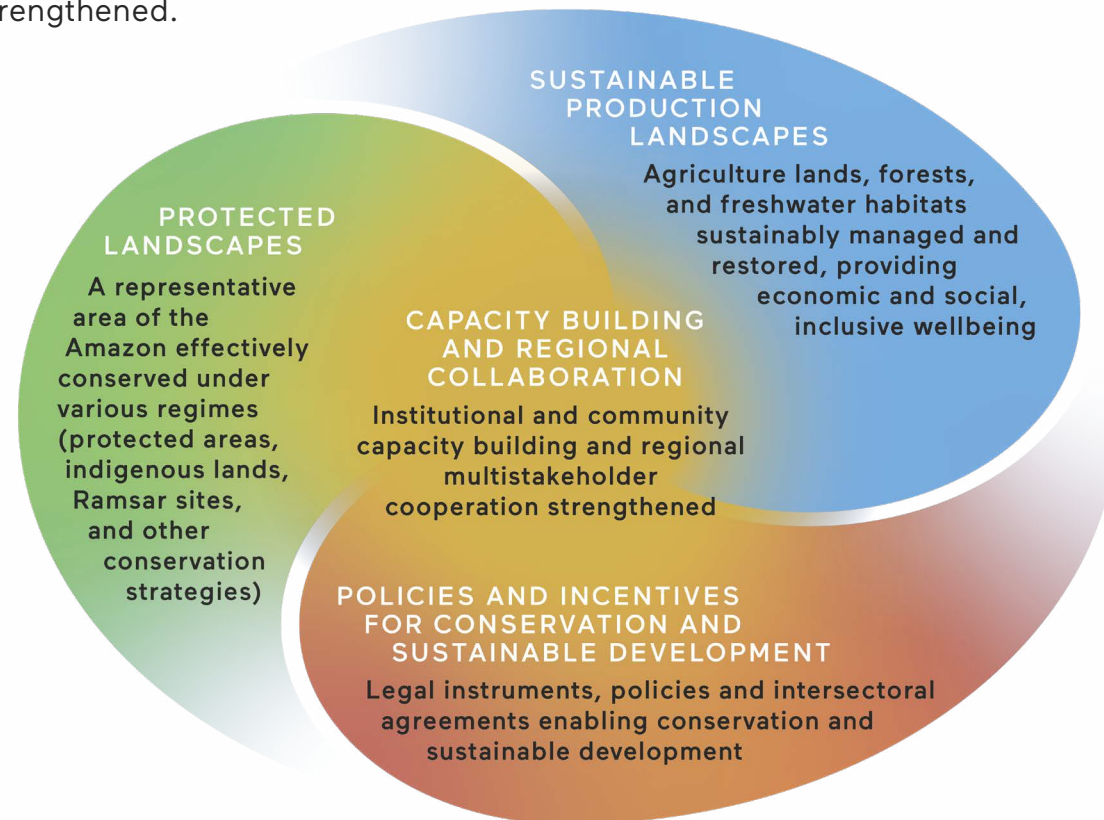 rengthened.
SUSTAINABLE
PRODUCTION
LANDSCAPES
Agriculture lands, forests,
and freshwater habitats
sustainably managed and
restored, providing
economic and social,
inclusive wellbeing
PROTECTED
LANDSCAPES
A representative
area of the
Amazon effectively
conserved under
various regimes
(protected areas,
indigenous lands,
Ramsar sites,
and other
conservation
strategies)
CAPACITY BUILDING
AND REGIONAL
COLLABORATION
Institutional and community
capacity building and regional
multistakeholder
cooperation strengthened
POLICIES AND INCENTIVES
FOR CONSERVATION AND
SUSTAINABLE DEVELOPMENT
Legal instruments, policies and intersectoral
agreements enabling conservation and
sustainable development